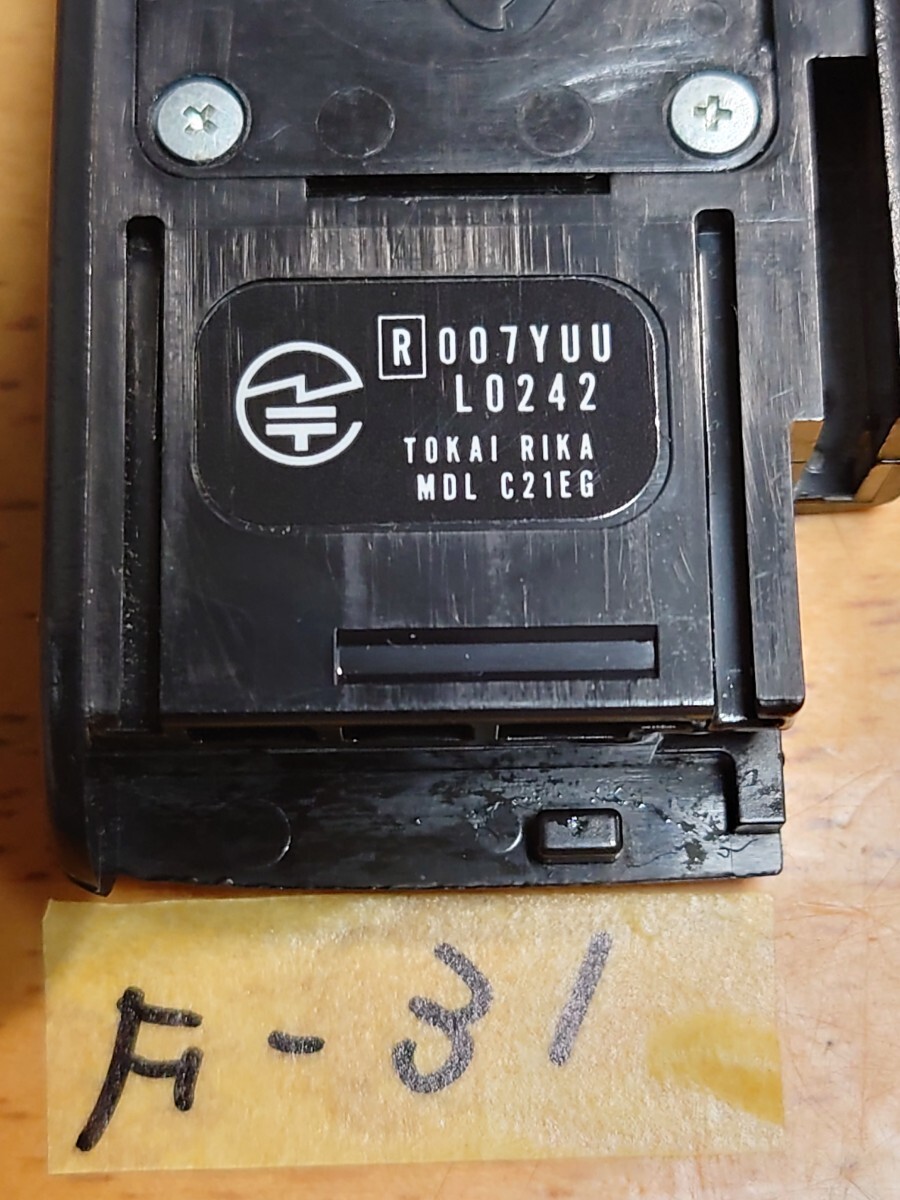 R 007YUU
L0242
TOKAI RIKA
MDL C21EG
-31